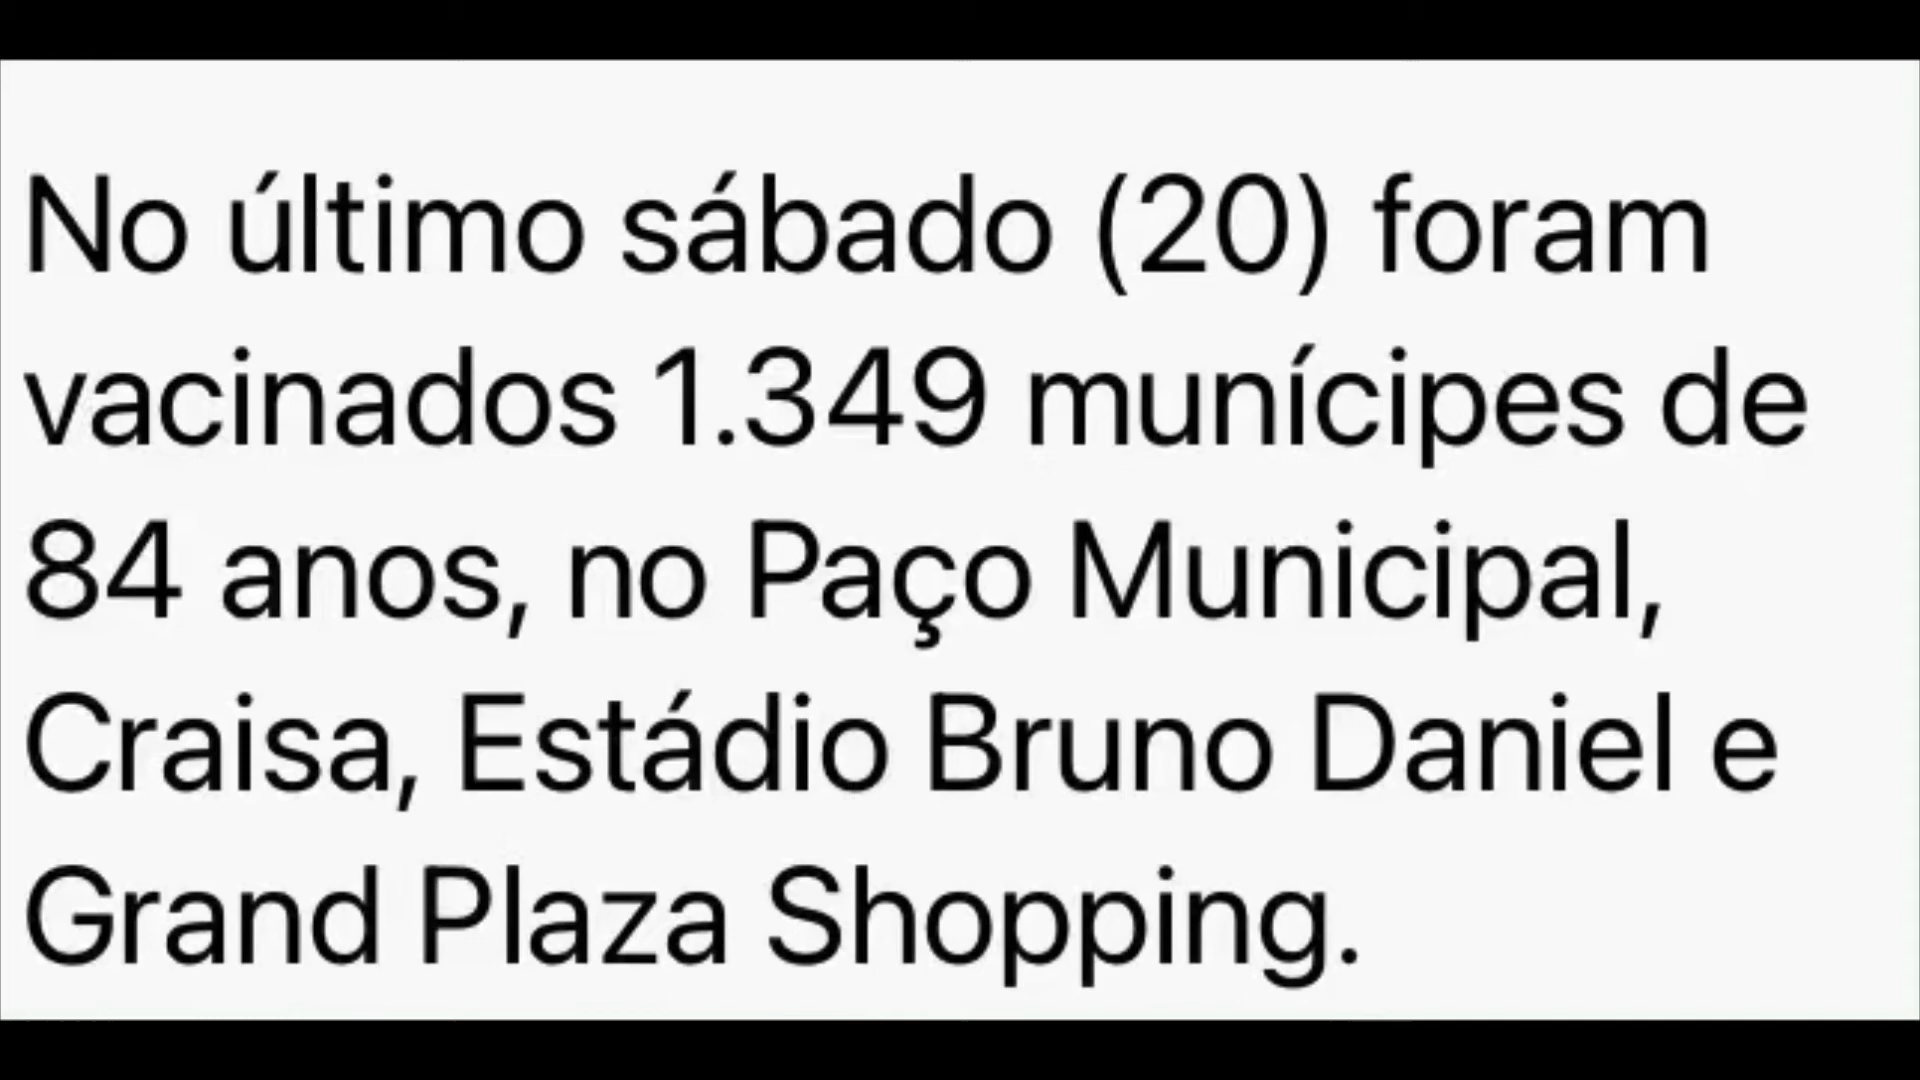 No último sábado (20) foram
vacinados 1.349 munícipes de
84 anos, no Paço Municipal,
Craisa, Estádio Bruno Daniel e
Grand Plaza Shopping.